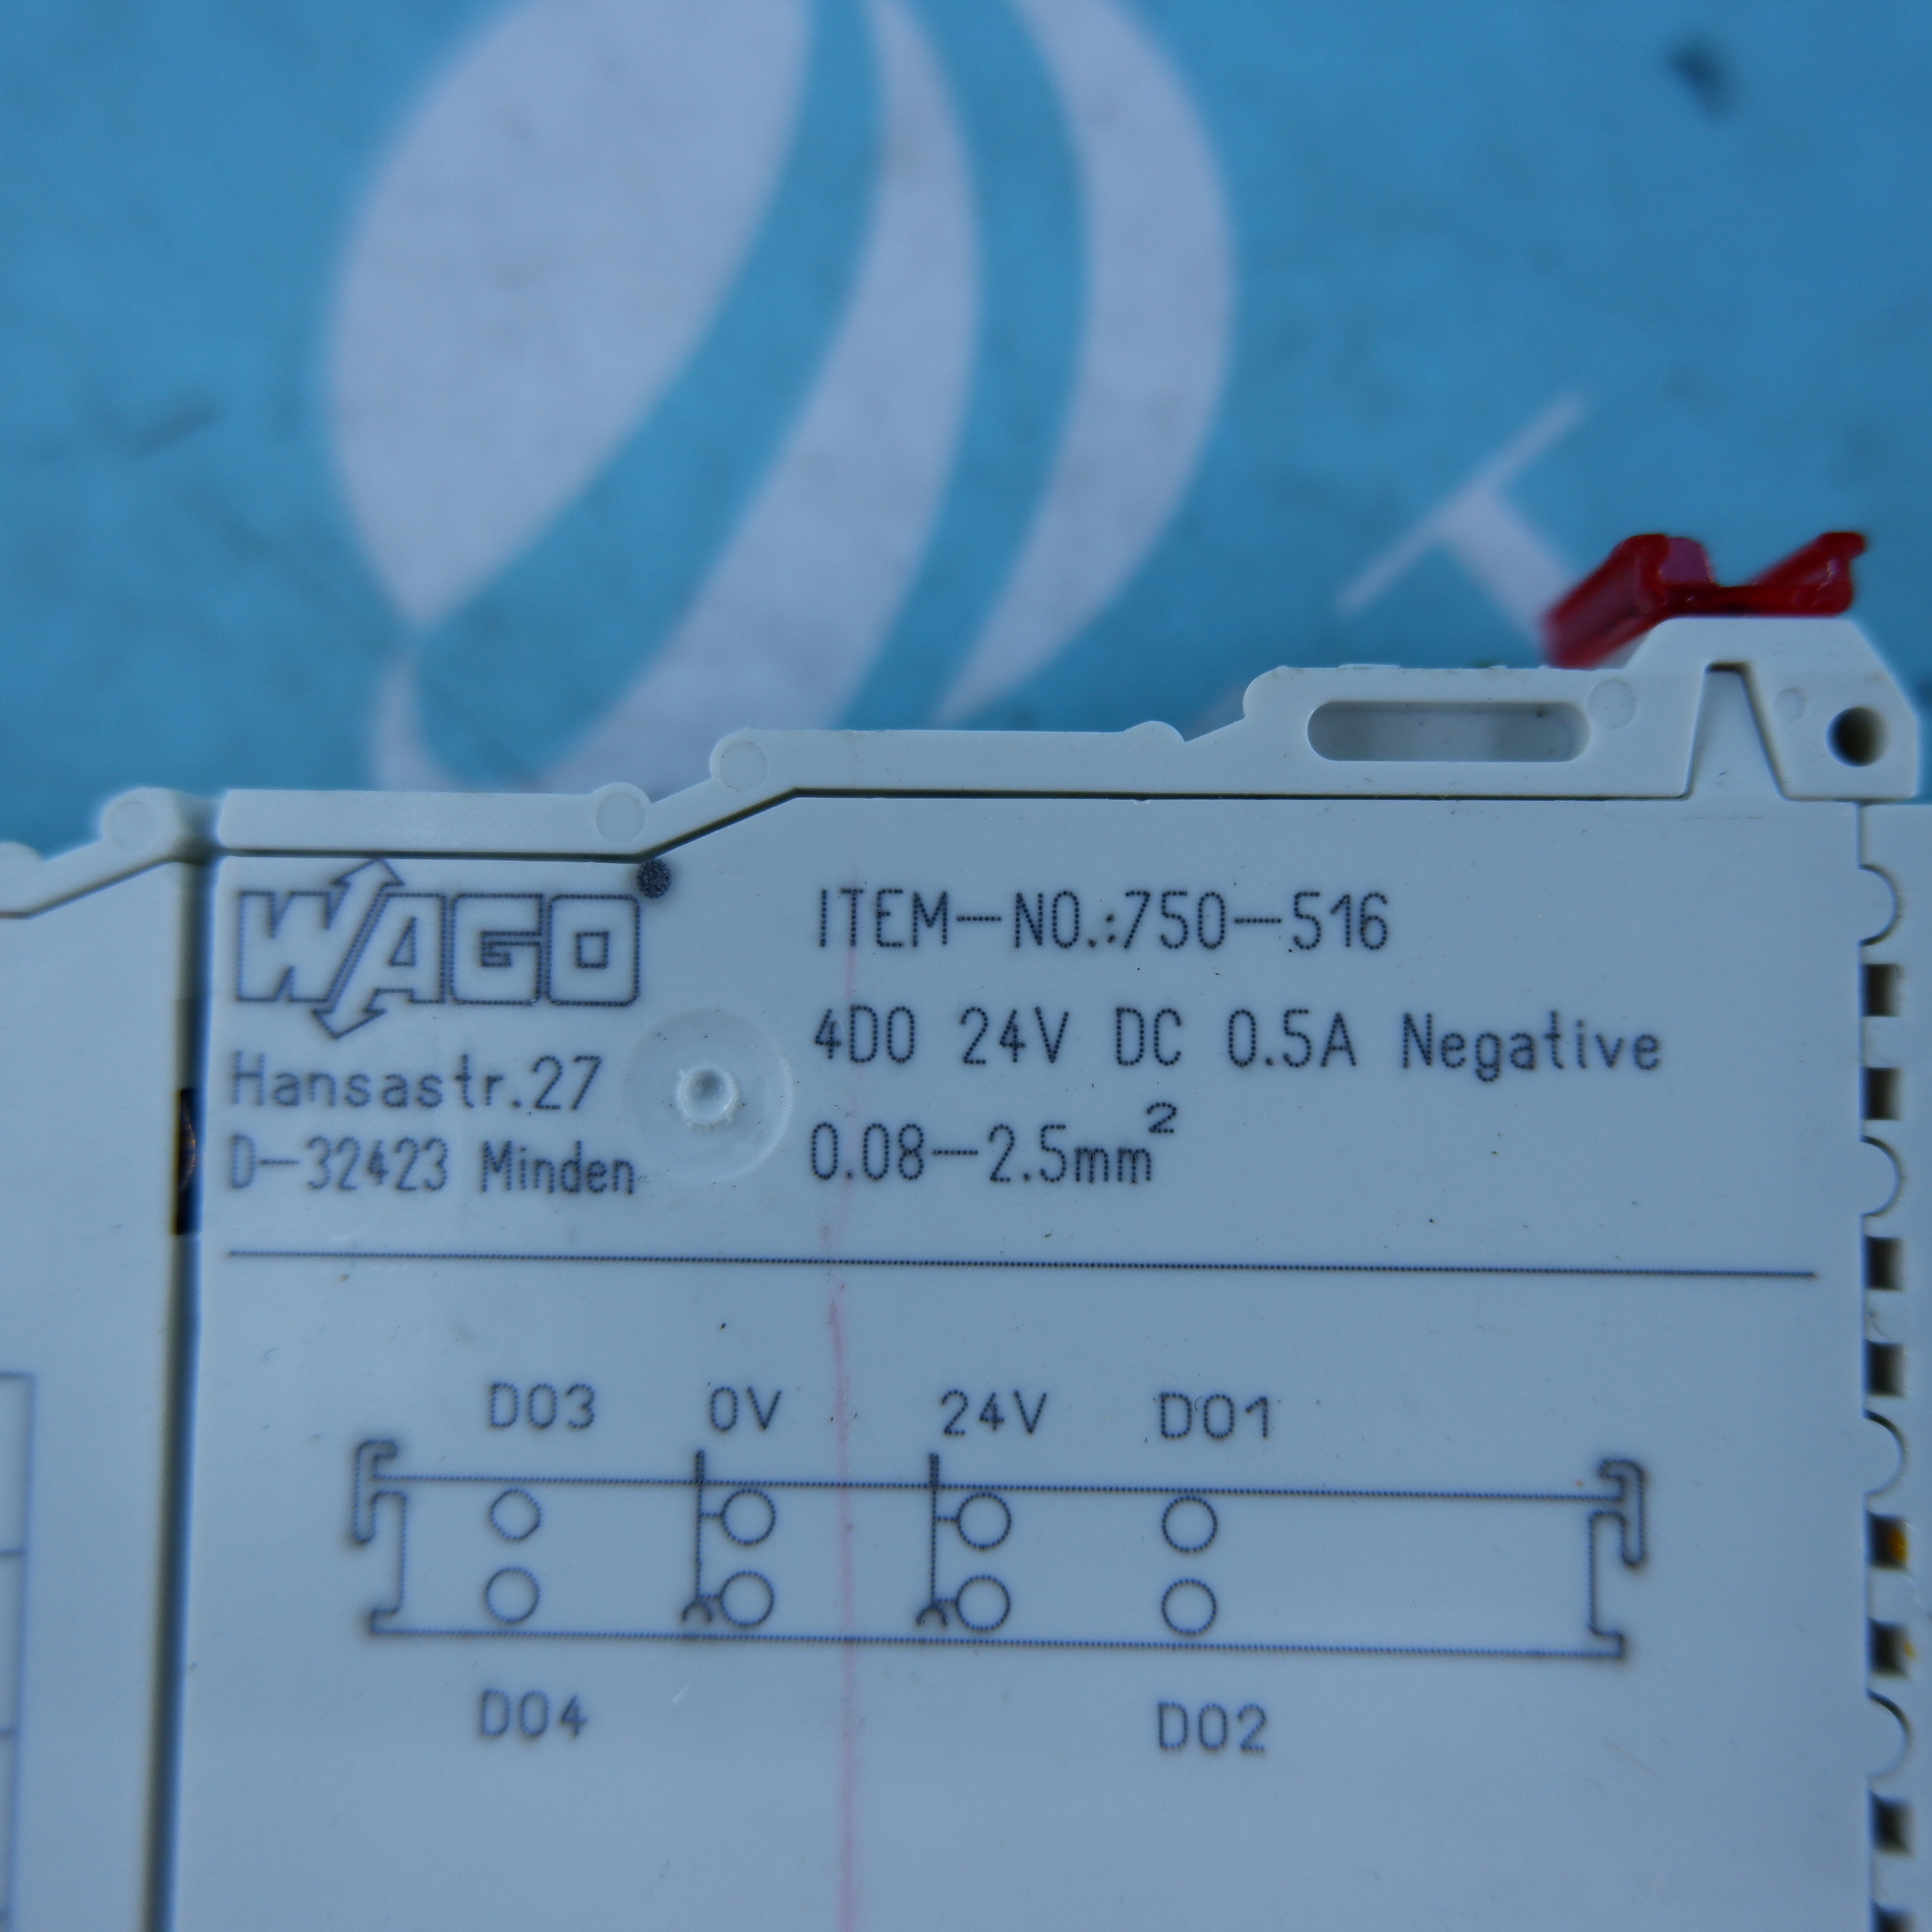 WAGO
Hansastr.27
D-32423 Minden
ITEM-NO.:750-516
4DO 24V DC 0.5A Negative
0.08-2.5mm²
DO3 0V 24V DO1
DO4 DO2